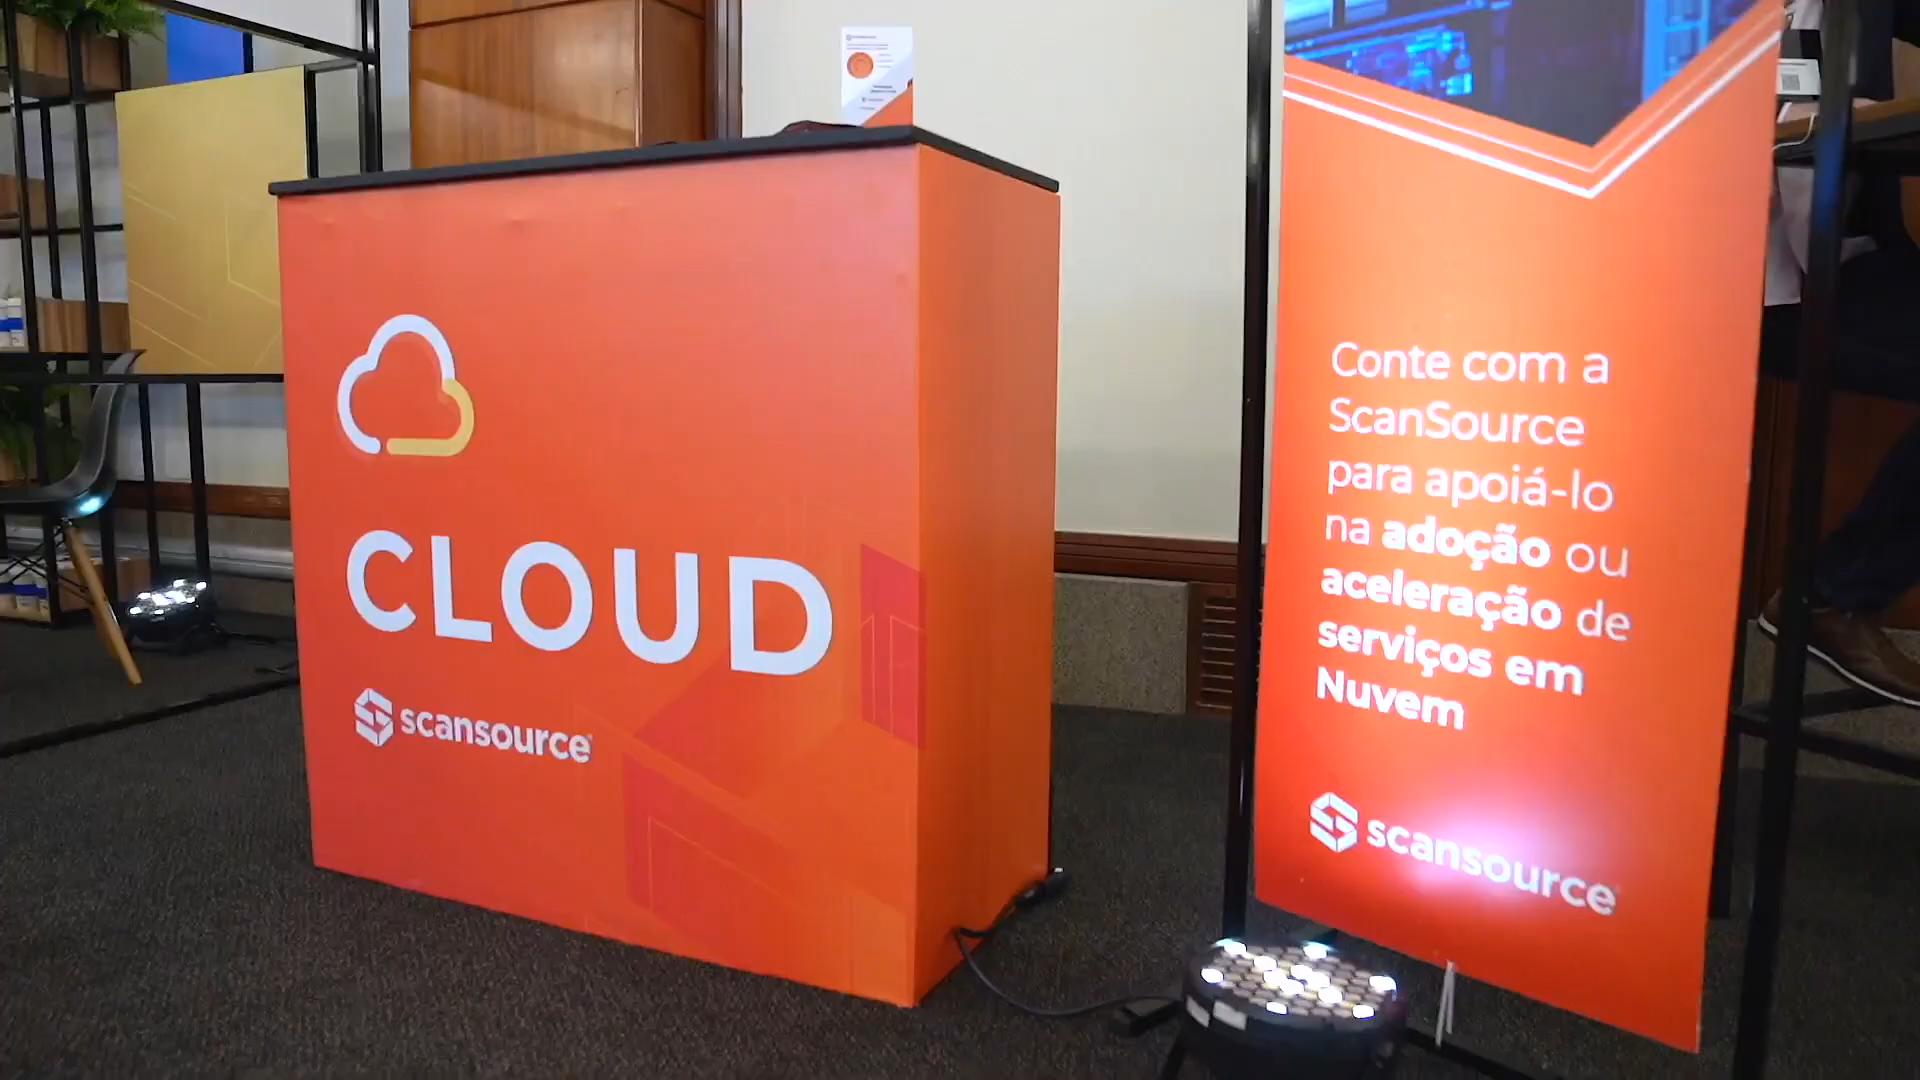 CLOUD
scansource
Conte com a
ScanSource
para apoiá-lo
na adoção ou
aceleração de
serviços em
Nuvem
scansource